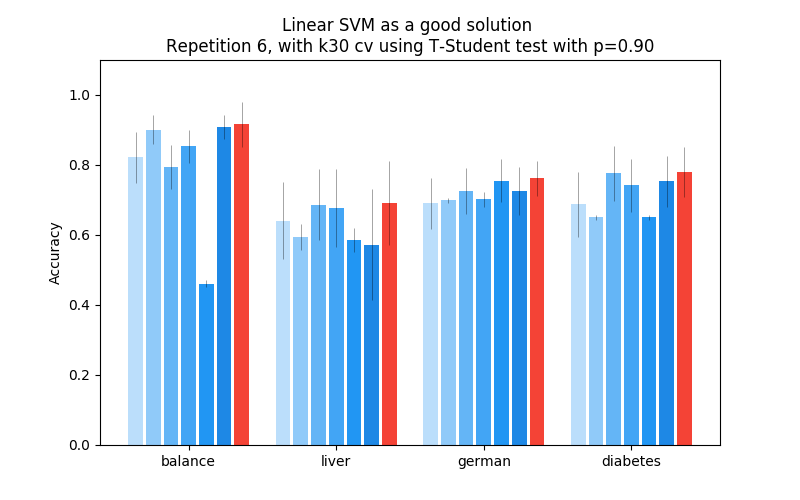 Linear SVM as a good solution
Repetition 6, with k30 cv using T-Student test with p=0.90
1.0
0.8
0.6
0.4
0.2
0.0
Accuracy
balance liver german diabetes